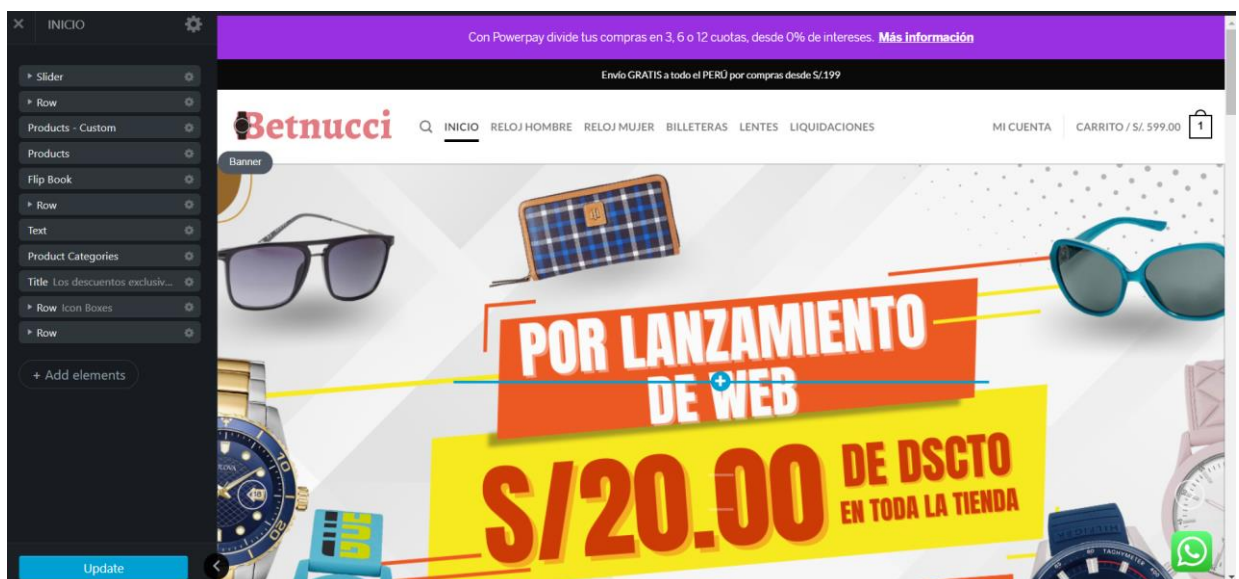 INICIO
Slider
Row
Products - Custom
Products
Flip Book
Row
Text
Product Categories
Title Los descuentos exclusiv...
Row Icon Boxes
Row
+ Add elements
Update
Con Powerpay divide tus compras en 3, 6 o 12 cuotas, desde 0% de intereses. Más información
Envío GRATIS a todo el PERÚ por compras desde S/.199
Betnucci
INICIO RELOJ HOMBRE RELOJ MUJER BILLETERAS LENTES LIQUIDACIONES
MI CUENTA CARRITO / S/. 599.00 1
Banner
POR LANZAMIENTO
DE WEB
S/20.00 DE DSCTO
EN TODA LA TIENDA